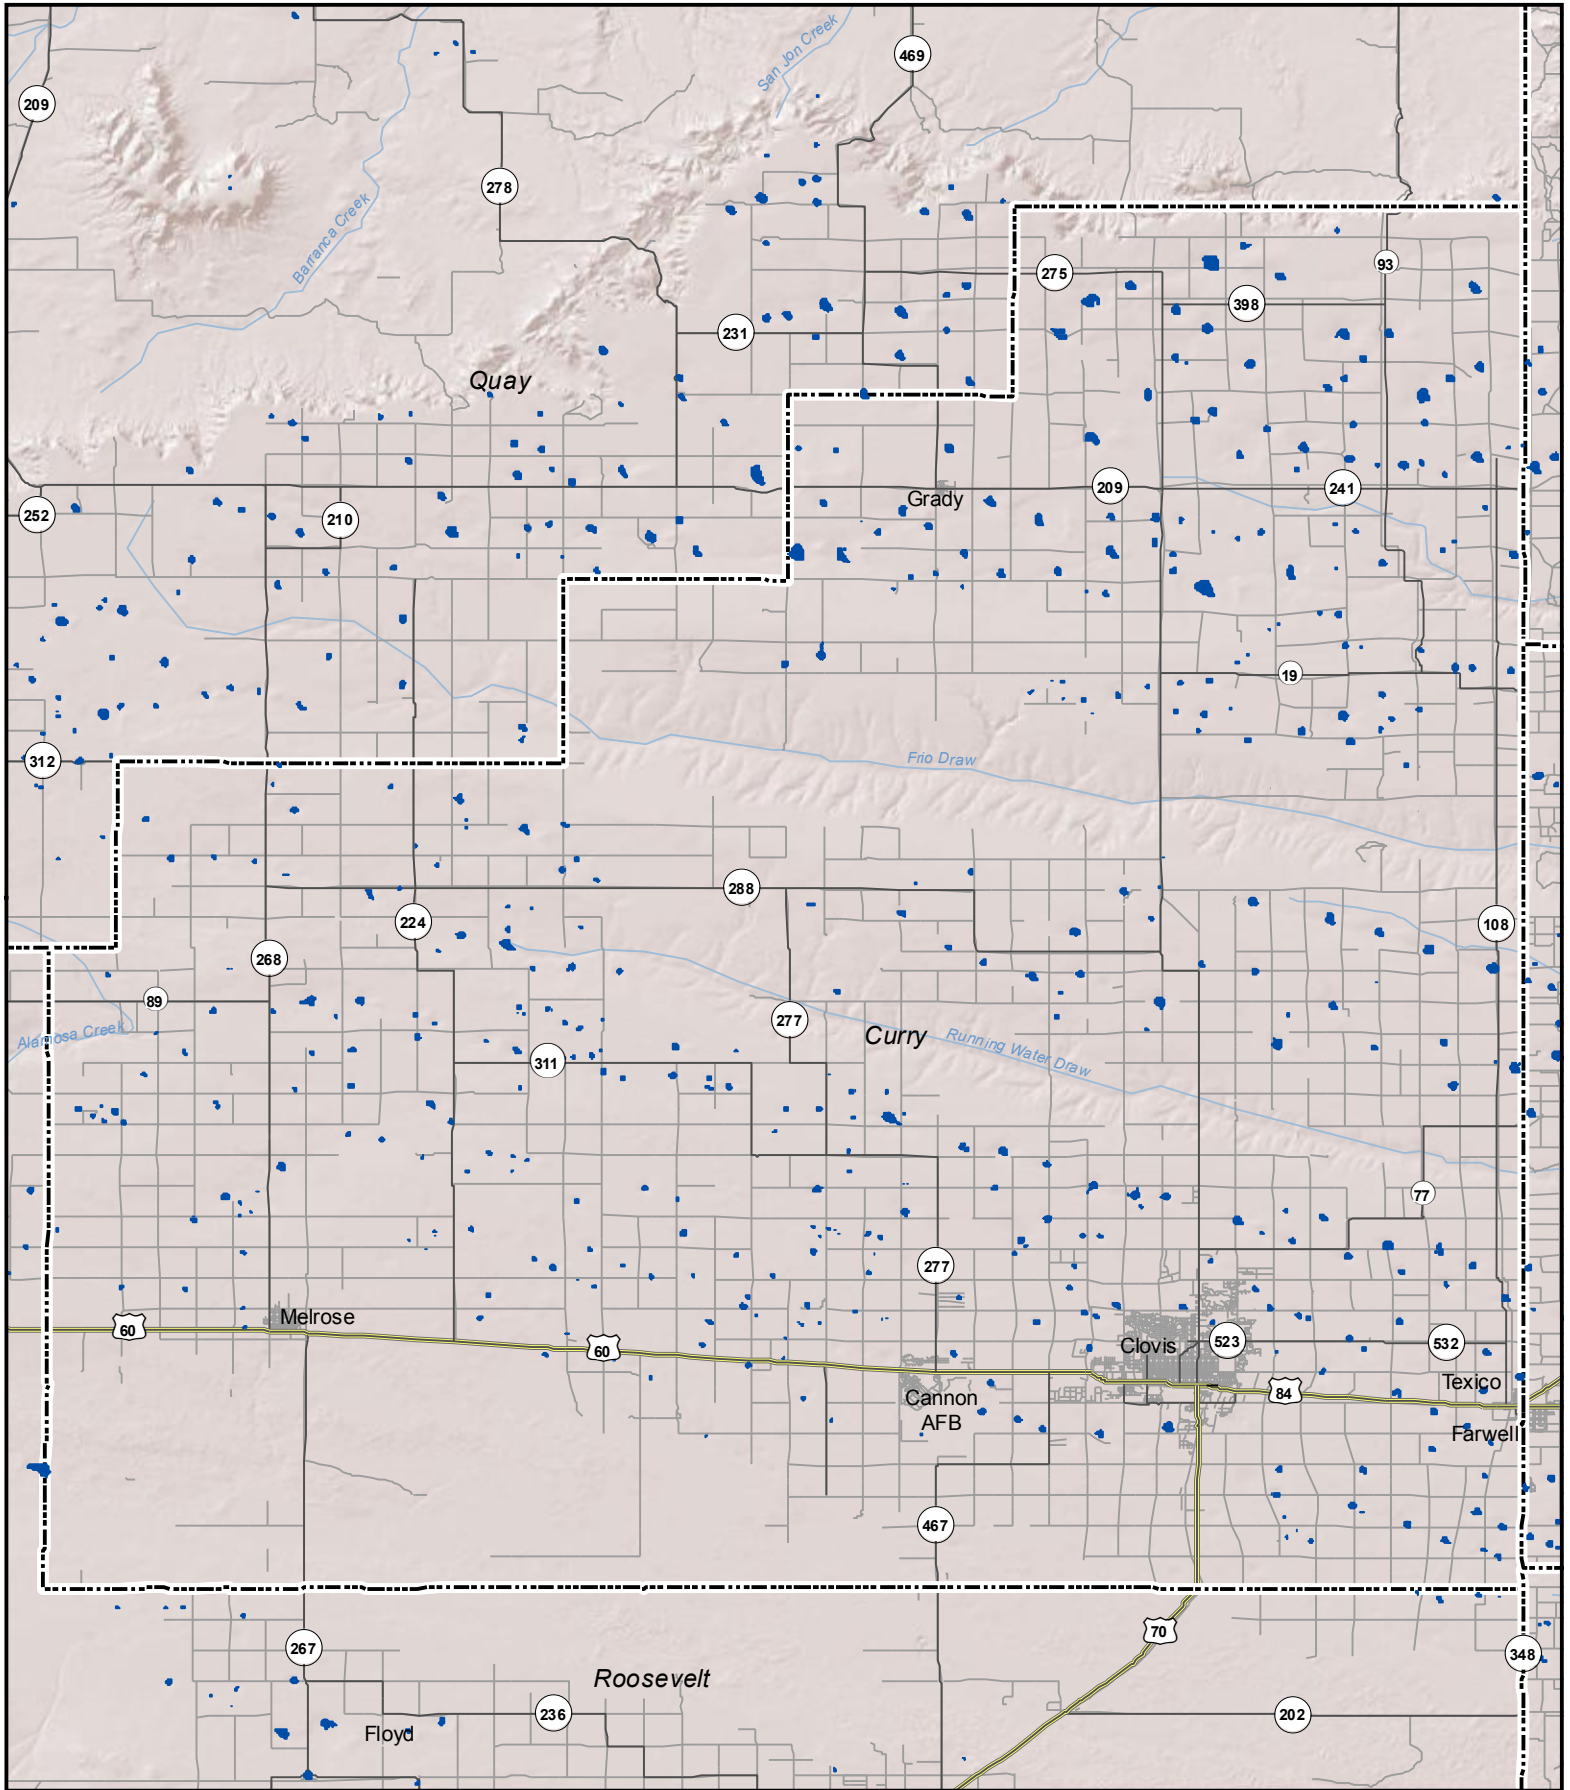 San Jon Creek
469
209
278
Barranca Creek
93
275
398
231
Quay
209
241
Grady
252
210
19
312
Frio Draw
288
224
108
268
89
277
Alamosa Creek
Curry
Running Water Draw
311
77
277
Melrose
60
60
Clovis
523
532
Texico
84
Cannon
AFB
Farwell
467
70
267
348
Roosevelt
236
202
Floyd